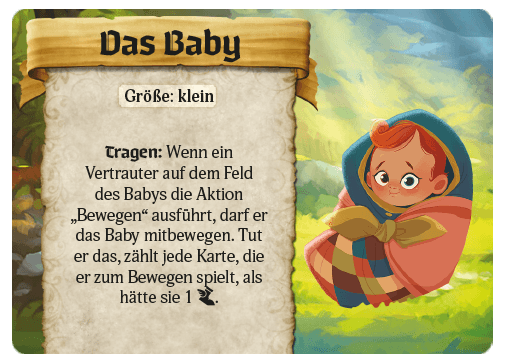 Das Baby
Größe: klein
Tragen: Wenn ein
Vertrauter auf dem Feld
des Babys die Aktion
„Bewegen“ ausführt, darf er
das Baby mitbewegen. Tut
er das, zählt jede Karte, die
er zum Bewegen spielt, als
hätte sie 1 .